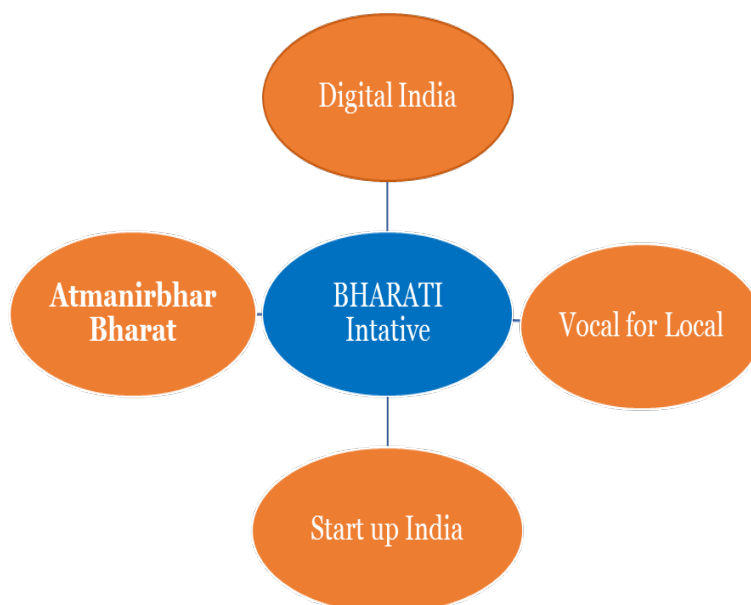 Digital India
Atmanirbhar
Bharat
BHARATI
Intative
Vocal for Local
Start up India